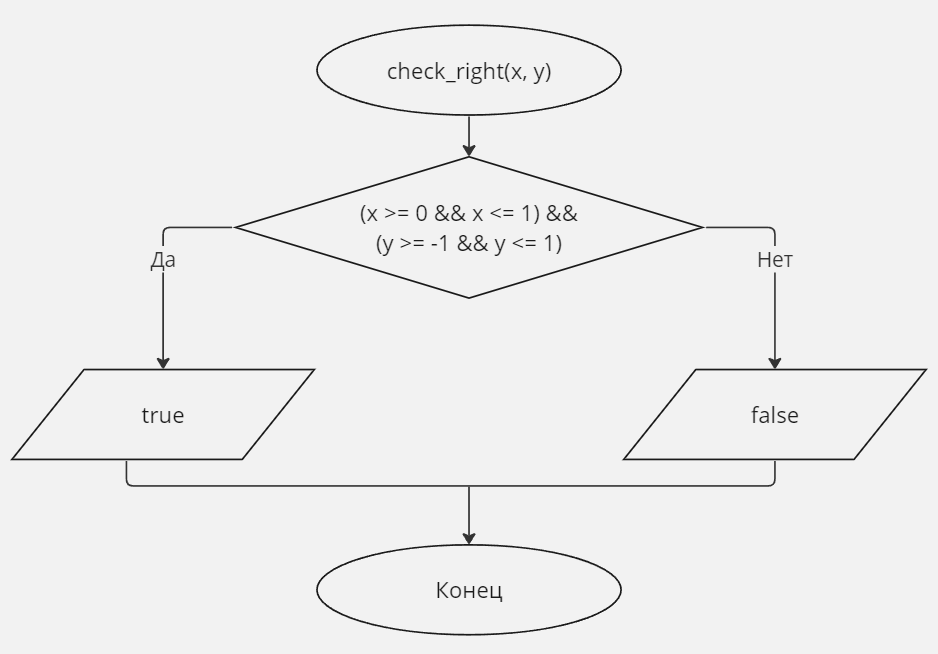 check_right(x, y)
(x >= 0 && x <= 1) &&
(y >= -1 && y <= 1)
Да
Нет
true
false
Конец